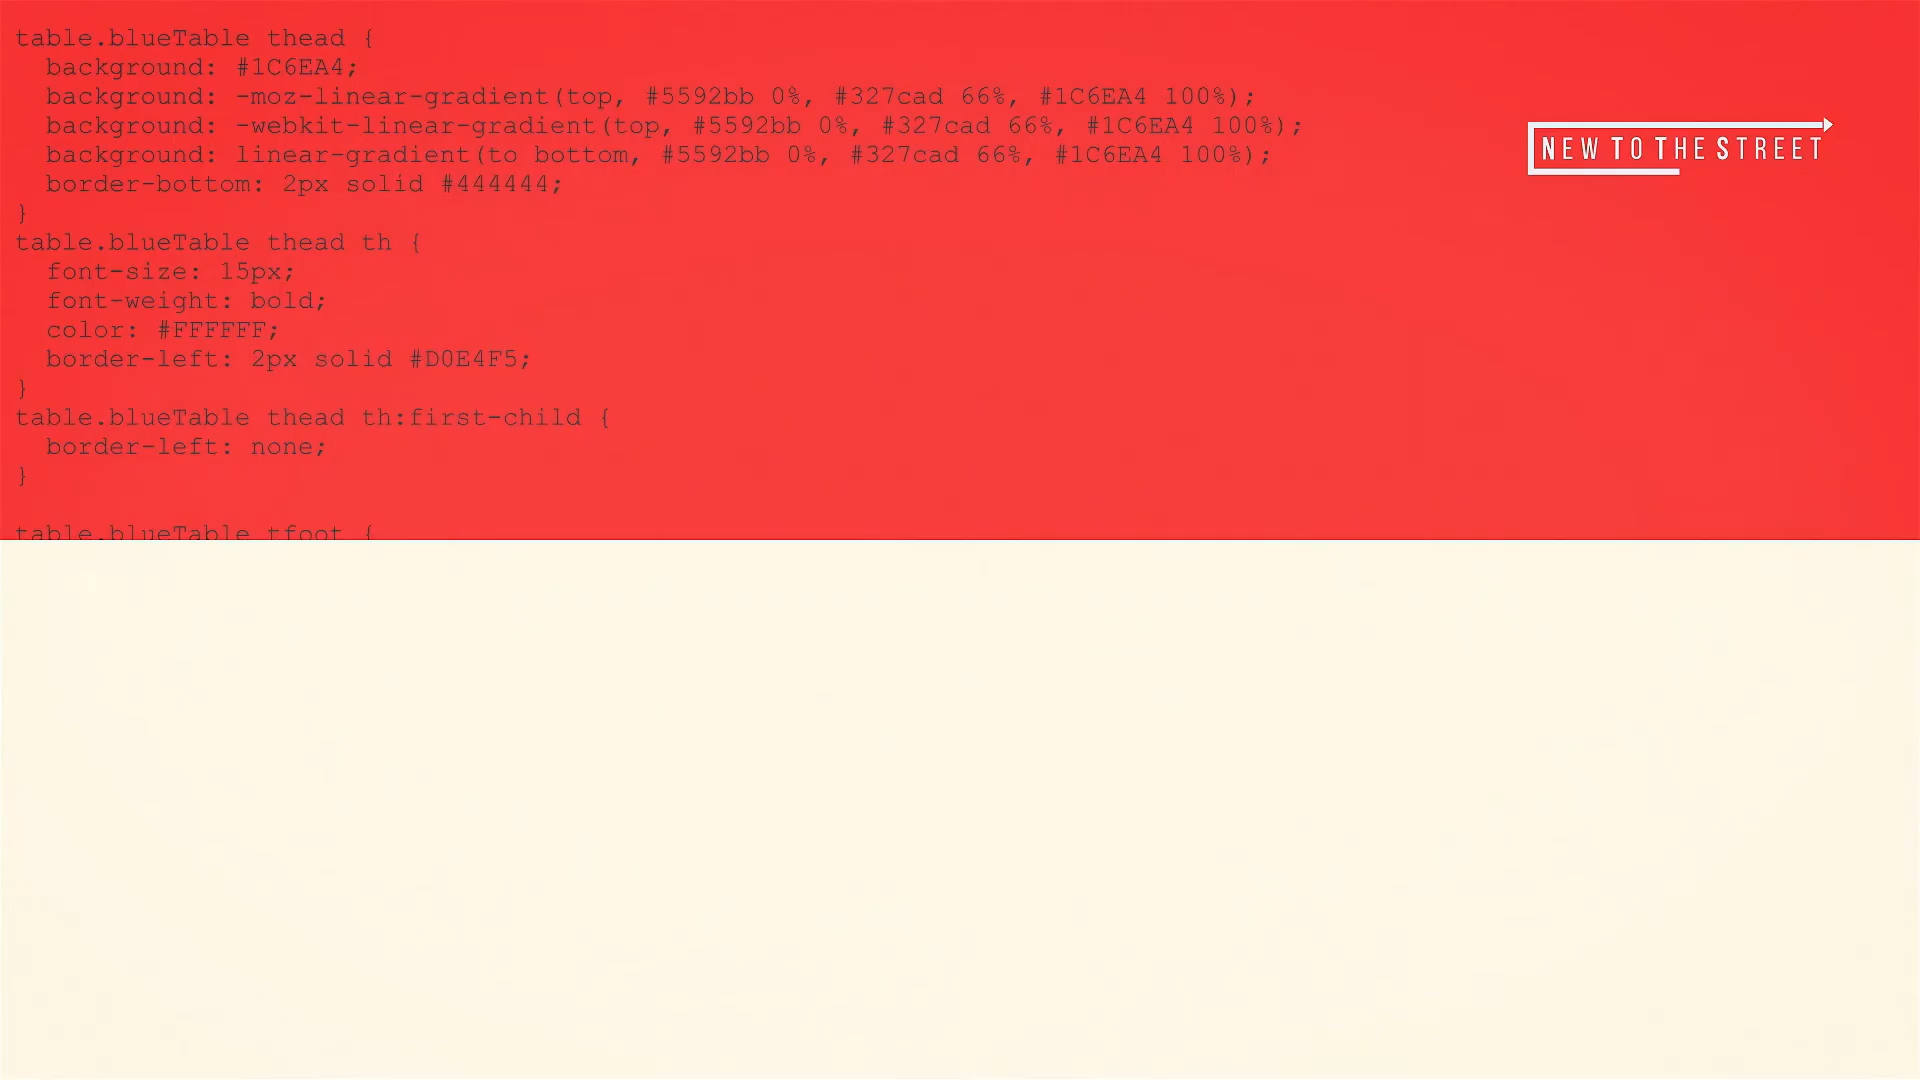 table.blueTable thead {
  background: #1C6EA4;
  background: -moz-linear-gradient(top, #5592bb 0%, #327cad 66%, #1C6EA4 100%);
  background: -webkit-linear-gradient(top, #5592bb 0%, #327cad 66%, #1C6EA4 100%);
  background: linear-gradient(to bottom, #5592bb 0%, #327cad 66%, #1C6EA4 100%);
  border-bottom: 2px solid #444444;
}
table.blueTable thead th {
  font-size: 15px;
  font-weight: bold;
  color: #FFFFFF;
  border-left: 2px solid #D0E4F5;
}
table.blueTable thead th:first-child {
  border-left: none;
}
table.blueTable tfoot {
NEW TO THE STREET